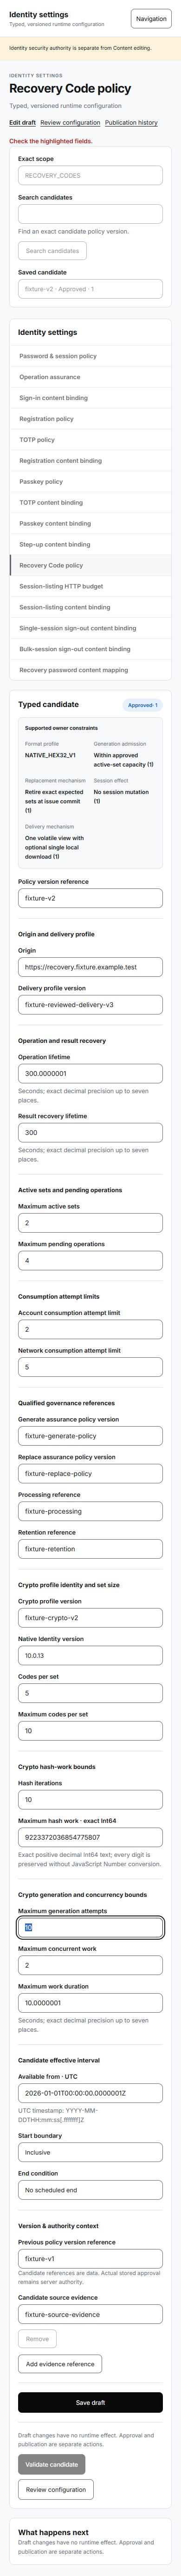 Identity settings
Typed, versioned runtime configuration
Navigation
Identity security authority is separate from Content editing.
IDENTITY SETTINGS
Recovery Code policy
Typed, versioned runtime configuration
Edit draft Review configuration Publication history
Check the highlighted fields.
Exact scope
RECOVERY_CODES
Search candidates
Find an exact candidate policy version.
Search candidates
Saved candidate
fixture-v2 · Approved · 1
Identity settings
Password & session policy
Operation assurance
Sign-in content binding
Registration policy
TOTP policy
Registration content binding
Passkey policy
TOTP content binding
Passkey content binding
Step-up content binding
Recovery Code policy
Session-listing HTTP budget
Session-listing content binding
Single-session sign-out content binding
Bulk-session sign-out content binding
Recovery password content mapping
Typed candidate
Approved· 1
Supported owner constraints
Format profile
NATIVE_HEX32_V1
Generation admission
Within approved
active-set capacity (1)
Replacement mechanism
Retire exact expired
sets at issue commit
(1)
Session effect
No session mutation
(1)
Delivery mechanism
One volatile view with
optional single local
download (1)
Policy version reference
fixture-v2
Origin and delivery profile
Origin
https://recovery.fixture.example.test
Delivery profile version
fixture-reviewed-delivery-v3
Operation and result recovery
Operation lifetime
300.0000001
Seconds; exact decimal precision up to seven
places.
Result recovery lifetime
300
Seconds; exact decimal precision up to seven
places.
Active sets and pending operations
Maximum active sets
2
Maximum pending operations
4
Consumption attempt limits
Account consumption attempt limit
2
Network consumption attempt limit
5
Qualified governance references
Generate assurance policy version
fixture-generate-policy
Replace assurance policy version
fixture-replace-policy
Processing reference
fixture-processing
Retention reference
fixture-retention
Crypto profile identity and set size
Crypto profile version
fixture-crypto-v2
Native Identity version
10.0.13
Codes per set
5
Maximum codes per set
10
Crypto hash-work bounds
Hash iterations
10
Maximum hash work · exact Int64
9223372036854775807
Exact positive decimal Int64 text; every digit is
preserved without JavaScript Number conversion.
Crypto generation and concurrency bounds
Maximum generation attempts
10
Maximum concurrent work
2
Maximum work duration
10.0000001
Seconds; exact decimal precision up to seven
places.
Candidate effective interval
Available from · UTC
2026-01-01T00:00:00.0000001Z
UTC timestamp: YYYY-MM-
DDTHH:mm:ss[.fffffff]Z
Start boundary
Inclusive
End condition
No scheduled end
Version & authority context
Previous policy version reference
fixture-v1
Candidate references are data. Actual stored approval
remains server authority.
Candidate source evidence
fixture-source-evidence
Remove
Add evidence reference
Save draft
Draft changes have no runtime effect. Approval and
publication are separate actions.
Validate candidate
Review configuration
What happens next
Draft changes have no runtime effect. Approval and
publication are separate actions.